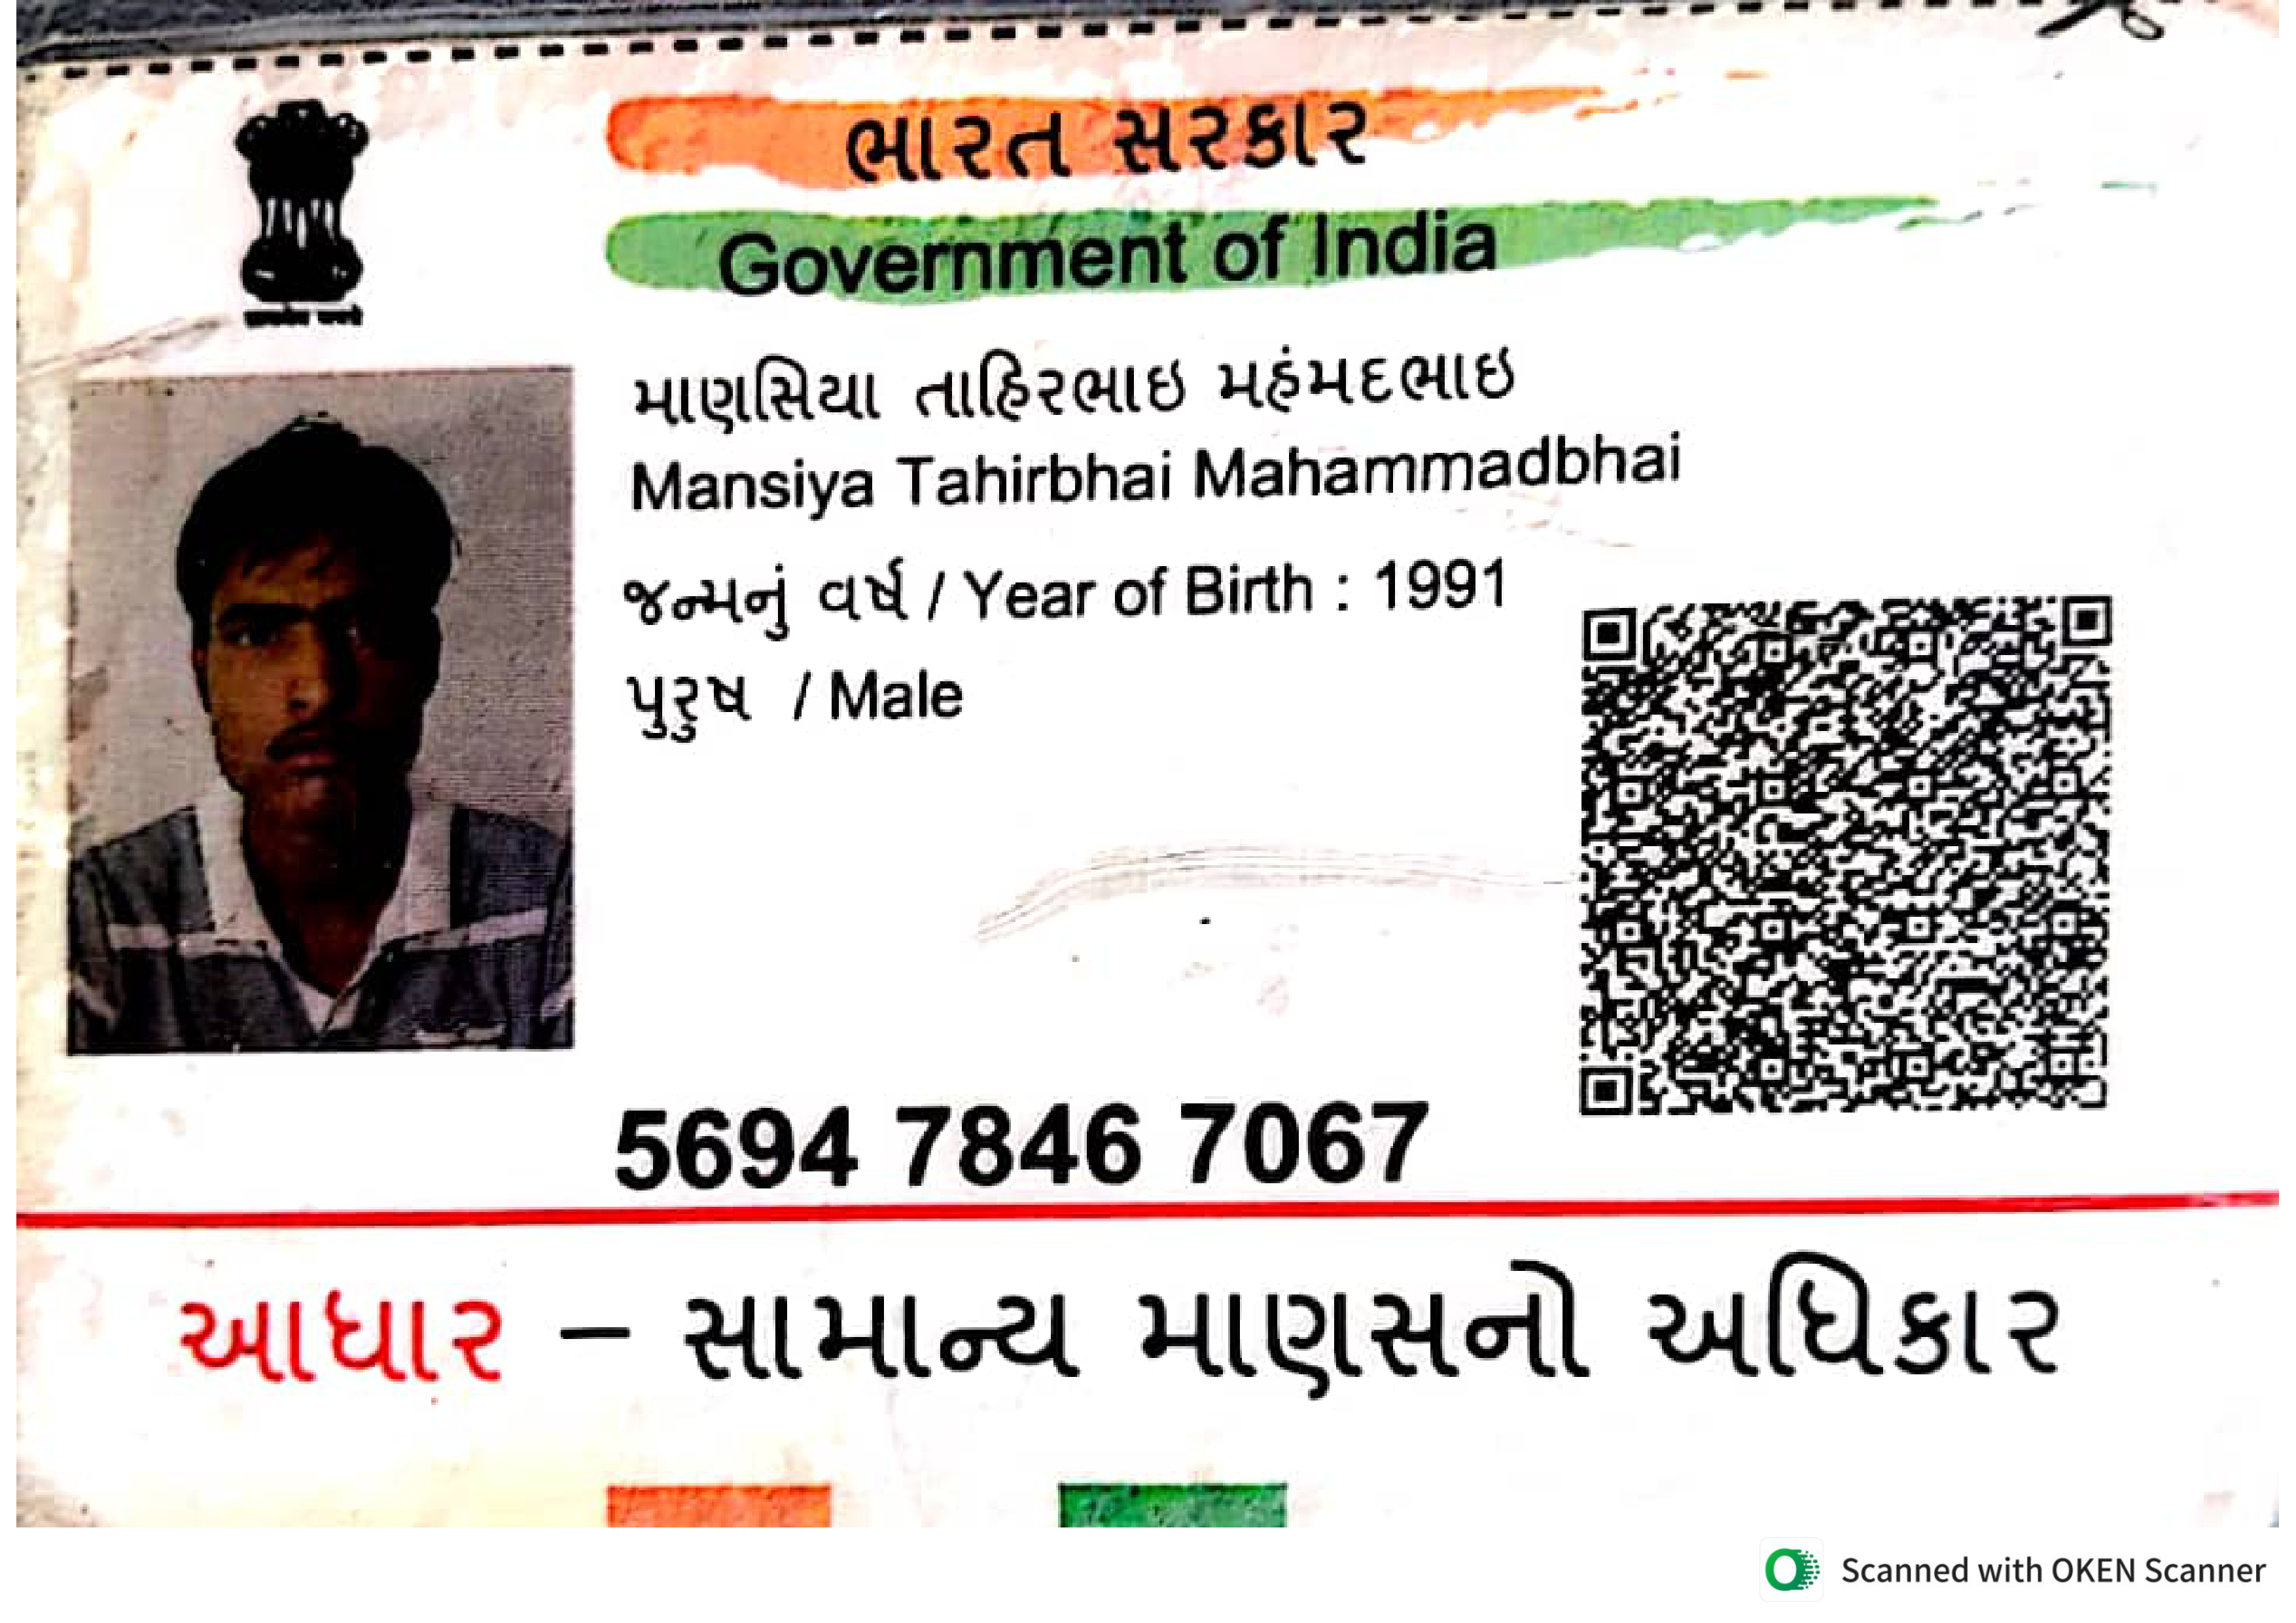 ભારત સરકાર
Government of India
માણસિયા તાહિરભાઇ મહંમદભાઇ
Mansiya Tahirbhai Mahammadbhai
જન્મનું વર્ષ / Year of Birth : 1991
પુરુષ / Male
5694 7846 7067
આધાર – સામાન્ય માણસનો અધિકાર
Scanned with OKEN Scanner